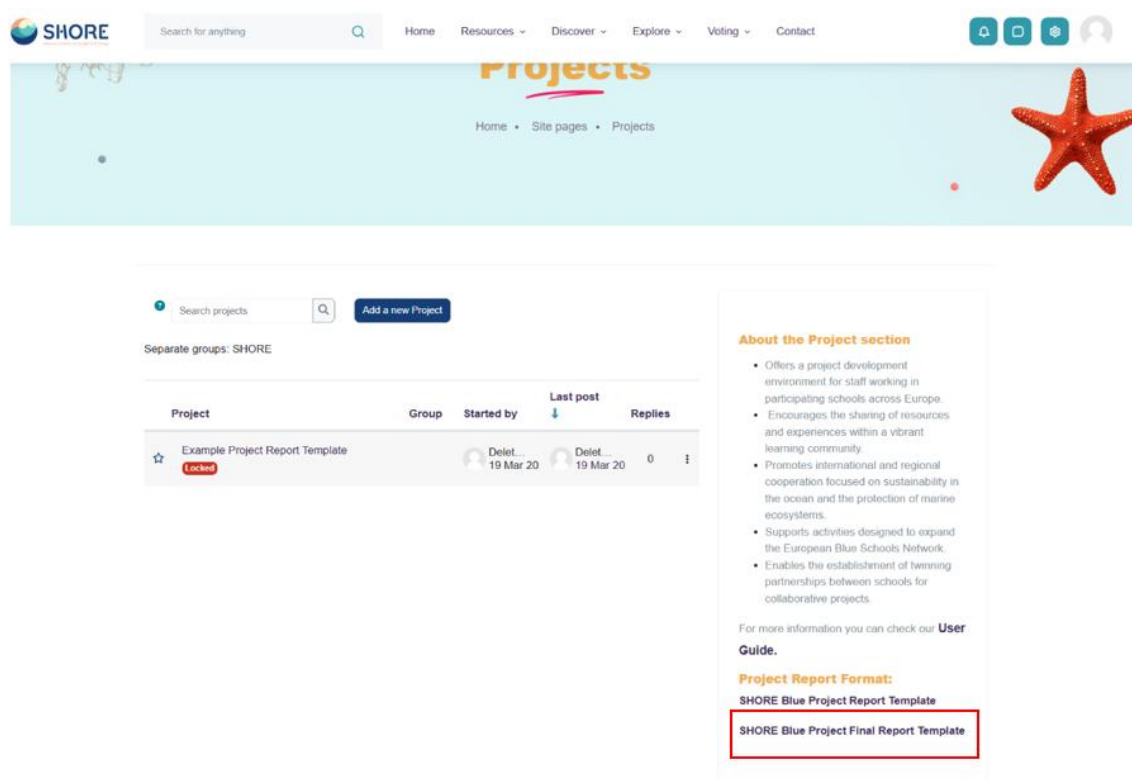 SHORE
Search for anything
Home Resources Discover Explore Voting Contact
Projects
Home • Site pages • Projects
Search projects
Add a new Project
Separate groups: SHORE
Project Group Started by Last post Replies
Example Project Report Template
Locked
Delet... 19 Mar 20
Delet... 19 Mar 20
0
About the Project section
• Offers a project development
environment for staff working in
participating schools across Europe.
• Encourages the sharing of resources
and experiences within a vibrant
learning community.
• Promotes international and regional
cooperation focused on sustainability in
the ocean and the protection of marine
ecosystems.
• Supports activities designed to expand
the European Blue Schools Network.
• Enables the establishment of twinning
partnerships between schools for
collaborative projects.
For more information you can check our User
Guide.
Project Report Format:
SHORE Blue Project Report Template
SHORE Blue Project Final Report Template